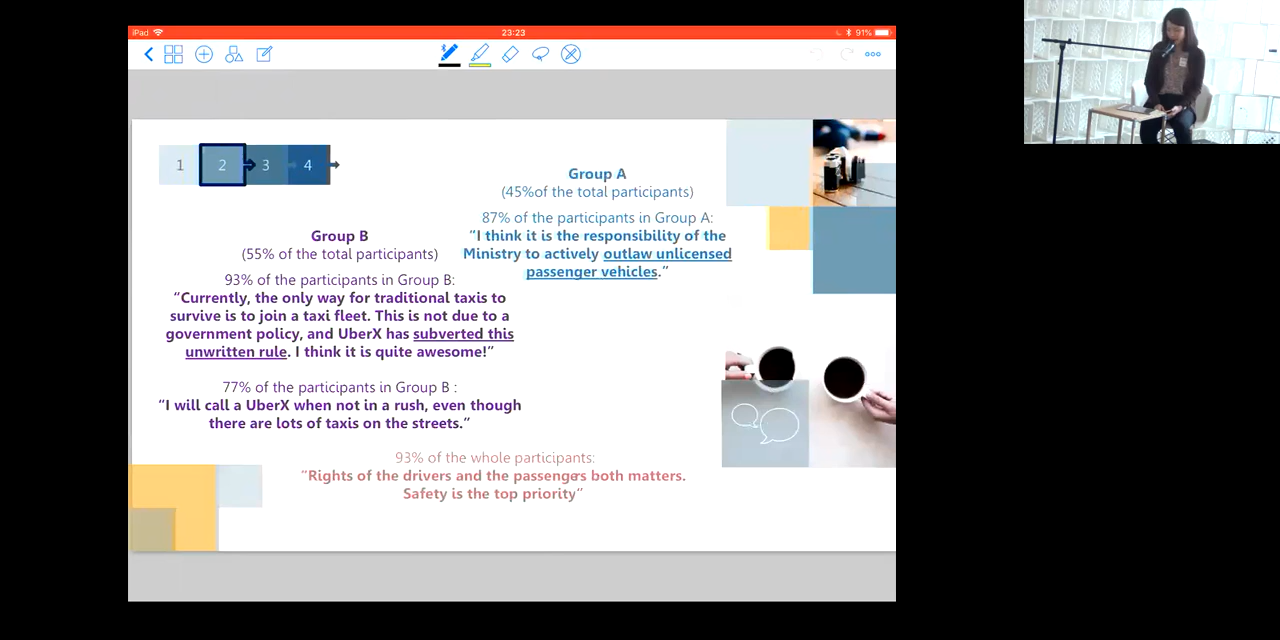 iPad
23:23
91%
1
2
3
4
Group A
(45%of the total participants)
87% of the participants in Group A:
“I think it is the responsibility of the
Ministry to actively outlaw unlicensed
passenger vehicles.”
Group B
(55% of the total participants)
93% of the participants in Group B:
“Currently, the only way for traditional taxis to
survive is to join a taxi fleet. This is not due to a
government policy, and UberX has subverted this
unwritten rule. I think it is quite awesome!”
77% of the participants in Group B :
“I will call a UberX when not in a rush, even though
there are lots of taxis on the streets.”
93% of the whole participants:
“Rights of the drivers and the passengers both matters.
Safety is the top priority”